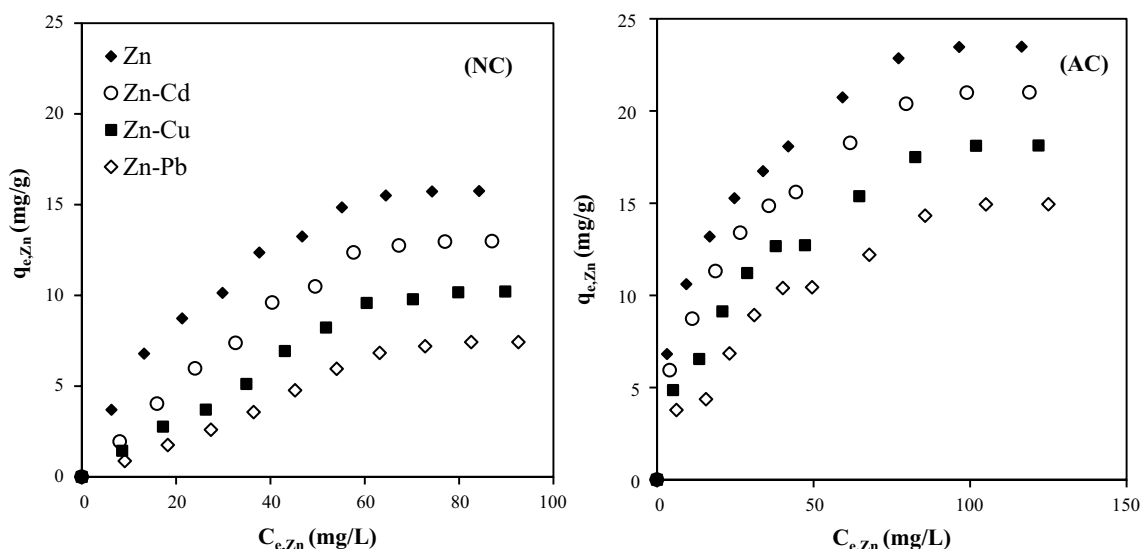 25
20
15
10
5
0
q_e,Zn (mg/g)
Zn
Zn-Cd
Zn-Cu
Zn-Pb
(NC)
0 20 40 60 80 100
C_e,Zn (mg/L)
25
20
15
10
5
0
q_e,Zn (mg/g)
(AC)
0 50 100 150
C_e,Zn (mg/L)